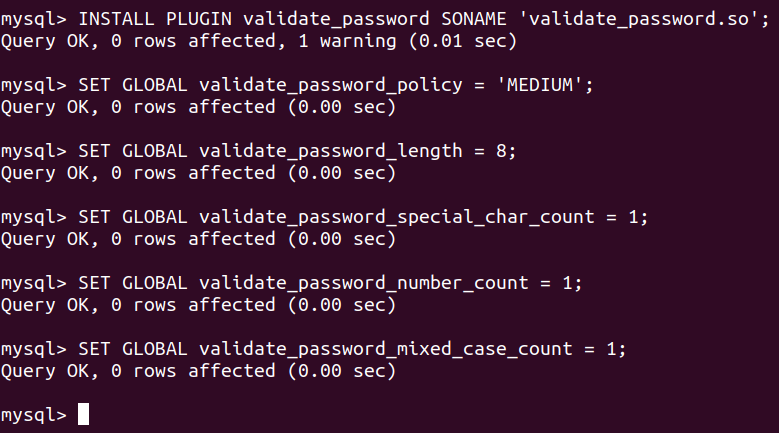 mysql> INSTALL PLUGIN validate_password SONAME 'validate_password.so';
Query OK, 0 rows affected, 1 warning (0.01 sec)
mysql> SET GLOBAL validate_password_policy = 'MEDIUM';
Query OK, 0 rows affected (0.00 sec)
mysql> SET GLOBAL validate_password_length = 8;
Query OK, 0 rows affected (0.00 sec)
mysql> SET GLOBAL validate_password_special_char_count = 1;
Query OK, 0 rows affected (0.00 sec)
mysql> SET GLOBAL validate_password_number_count = 1;
Query OK, 0 rows affected (0.00 sec)
mysql> SET GLOBAL validate_password_mixed_case_count = 1;
Query OK, 0 rows affected (0.00 sec)
mysql>